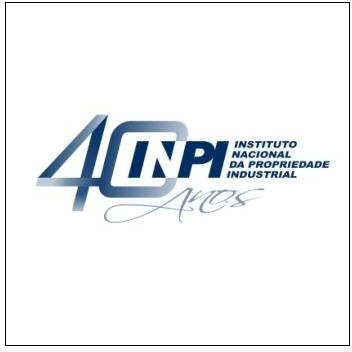 40 INPI
INSTITUTO
NACIONAL
DA PROPRIEDADE
INDUSTRIAL
Anos